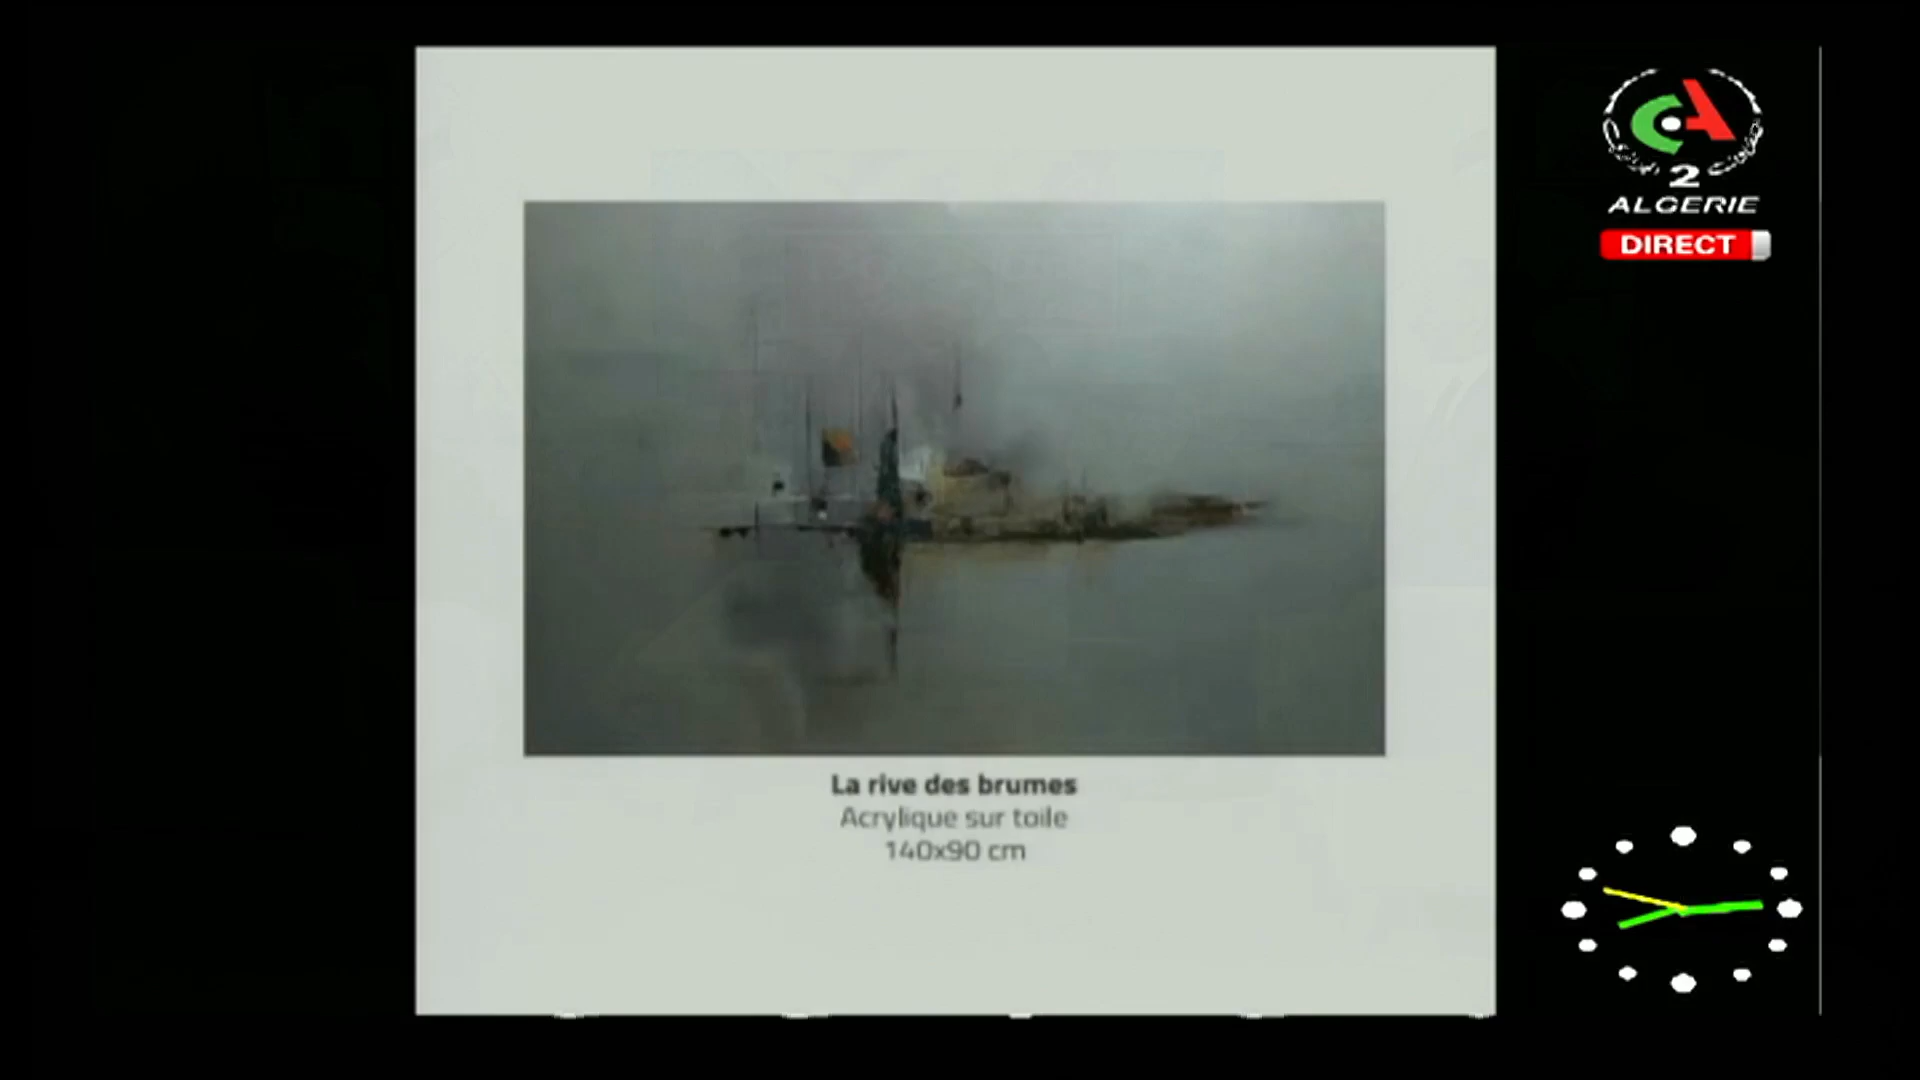 2
ALGERIE
DIRECT
La rive des brumes
Acrylique sur toile
140x90 cm